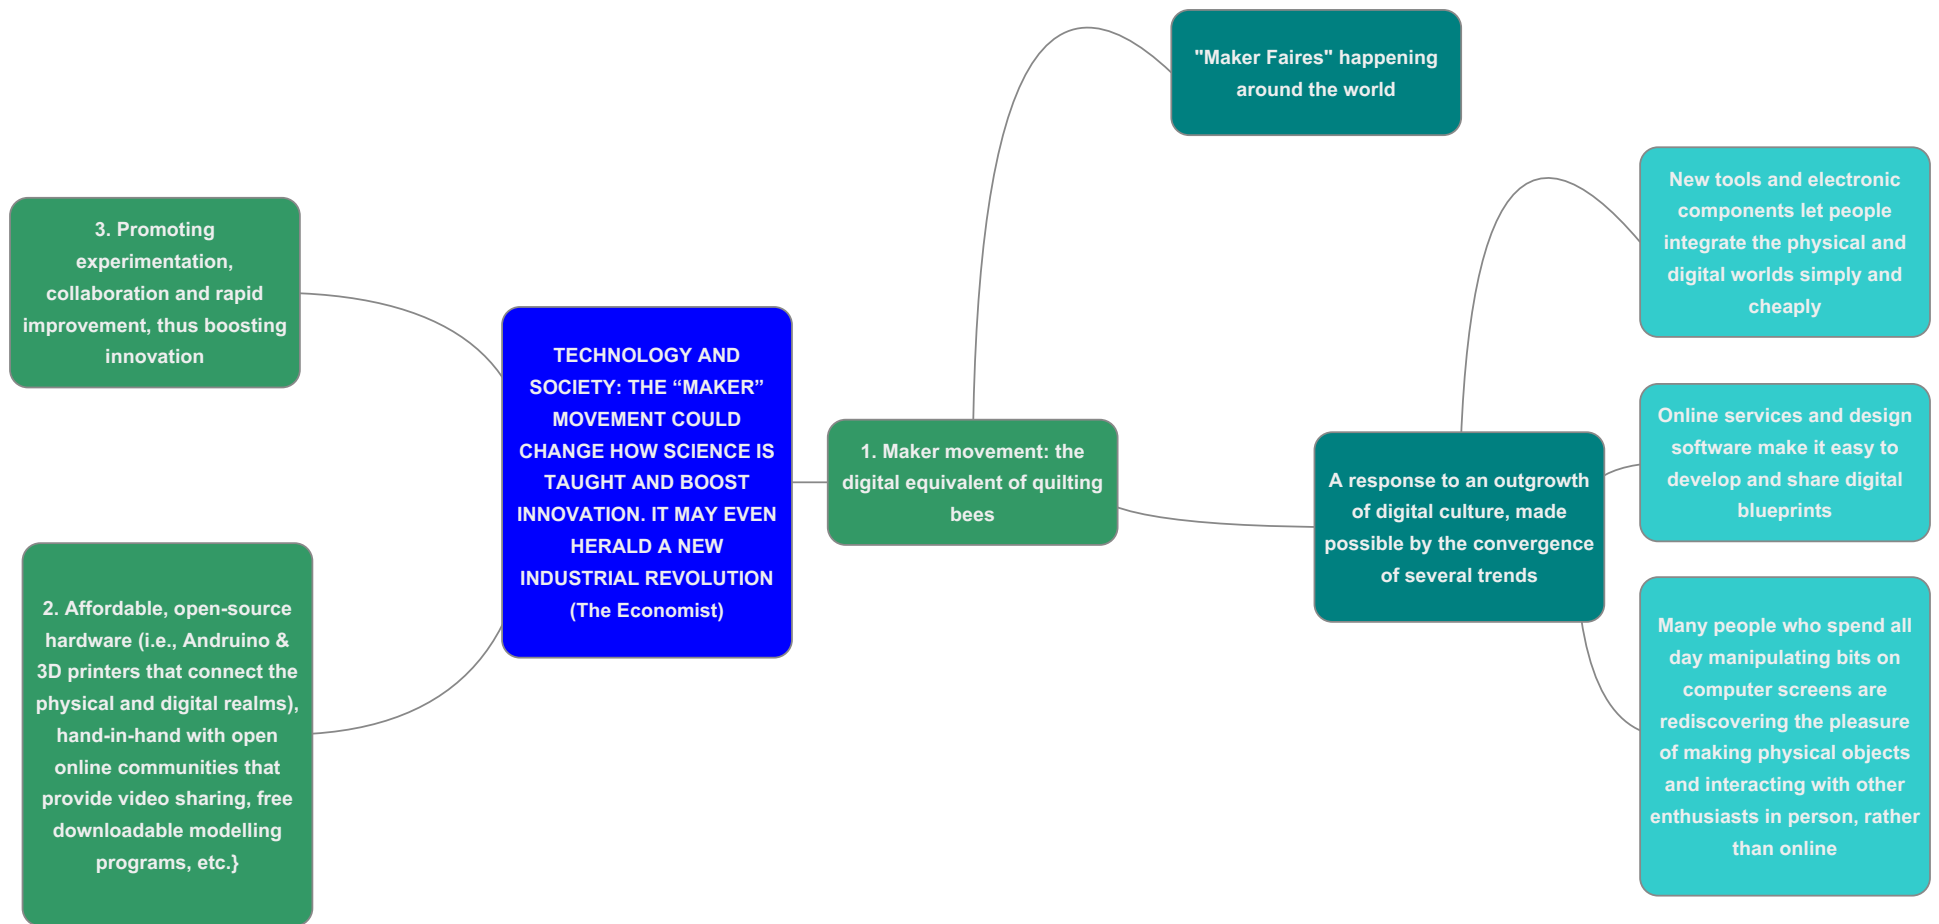 "Maker Faires" happening
around the world
New tools and electronic
components let people
integrate the physical and
digital worlds simply and
cheaply
3. Promoting
experimentation,
collaboration and rapid
improvement, thus boosting
innovation
TECHNOLOGY AND
SOCIETY: THE “MAKER”
MOVEMENT COULD
CHANGE HOW SCIENCE IS
TAUGHT AND BOOST
INNOVATION. IT MAY EVEN
HERALD A NEW
INDUSTRIAL REVOLUTION
(The Economist)
1. Maker movement: the
digital equivalent of quilting
bees
A response to an outgrowth
of digital culture, made
possible by the convergence
of several trends
Online services and design
software make it easy to
develop and share digital
blueprints
2. Affordable, open-source
hardware (i.e., Andruino &
3D printers that connect the
physical and digital realms),
hand-in-hand with open
online communities that
provide video sharing, free
downloadable modelling
programs, etc.}
Many people who spend all
day manipulating bits on
computer screens are
rediscovering the pleasure
of making physical objects
and interacting with other
enthusiasts in person, rather
than online